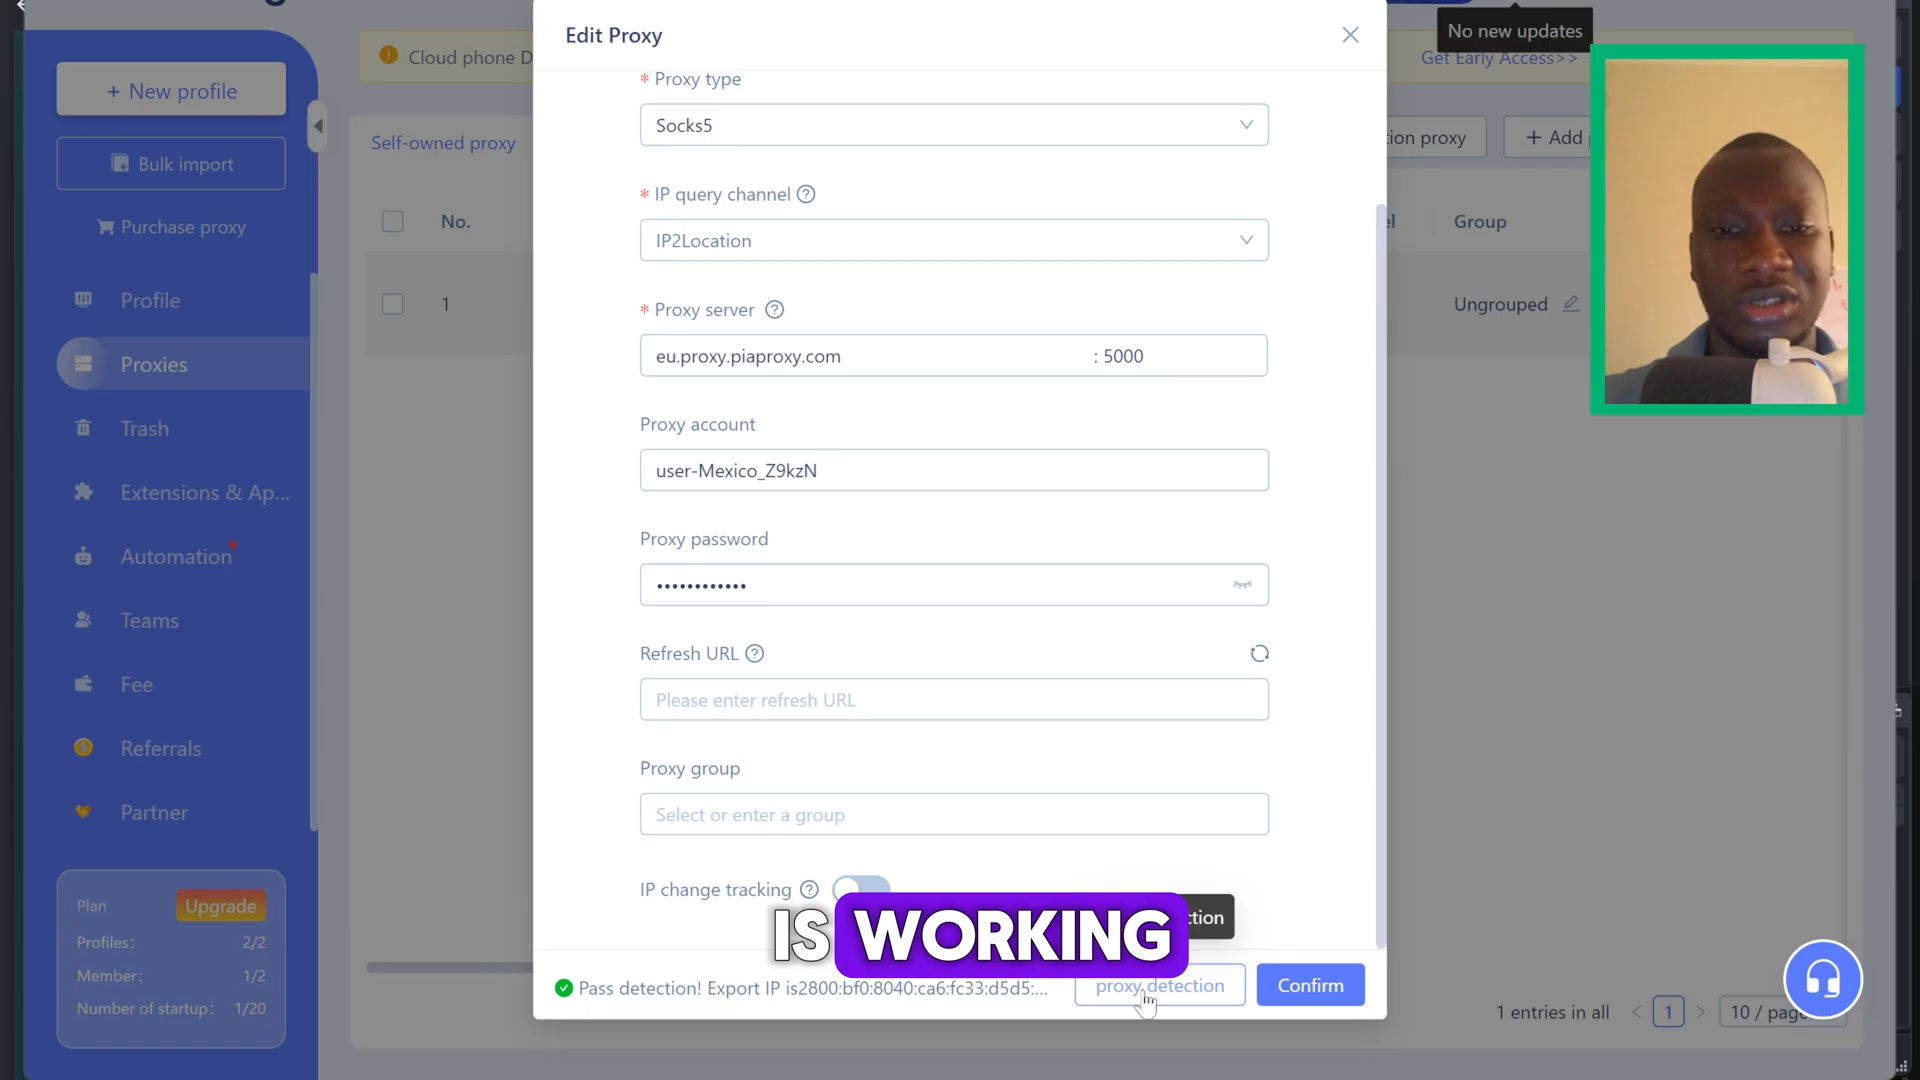 Edit Proxy
No new updates
Cloud phone D
Get Early Access>>
+ New profile
Bulk import
Purchase proxy
Profile
Proxies
Trash
Extensions & Ap...
Automation
Teams
Fee
Referrals
Partner
Plan
Upgrade
Profiles: 2/2
Member: 1/2
Number of startup: 1/20
Self-owned proxy
ion proxy
+ Add
No.
Group
1
Ungrouped
* Proxy type
Socks5
* IP query channel
IP2Location
* Proxy server
eu.proxy.piaproxy.com : 5000
Proxy account
user-Mexico_Z9kzN
Proxy password
••••••••••••
Refresh URL
Please enter refresh URL
Proxy group
Select or enter a group
IP change tracking
ction
IS WORKING
Pass detection! Export IP is2800:bf0:8040:ca6:fc33:d5d5:...
proxy detection
Confirm
1 entries in all
< 1 >
10 / page